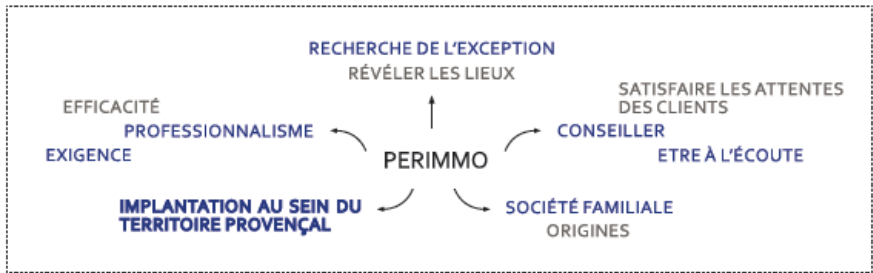 RECHERCHE DE L'EXCEPTION
RÉVÉLER LES LIEUX
SATISFAIRE LES ATTENTES
DES CLIENTS
EFFICACITÉ
PROFESSIONNALISME
CONSEILLER
EXIGENCE
ETRE À L'ÉCOUTE
PERIMMO
IMPLANTATION AU SEIN DU
TERRITOIRE PROVENÇAL
SOCIÉTÉ FAMILIALE
ORIGINES